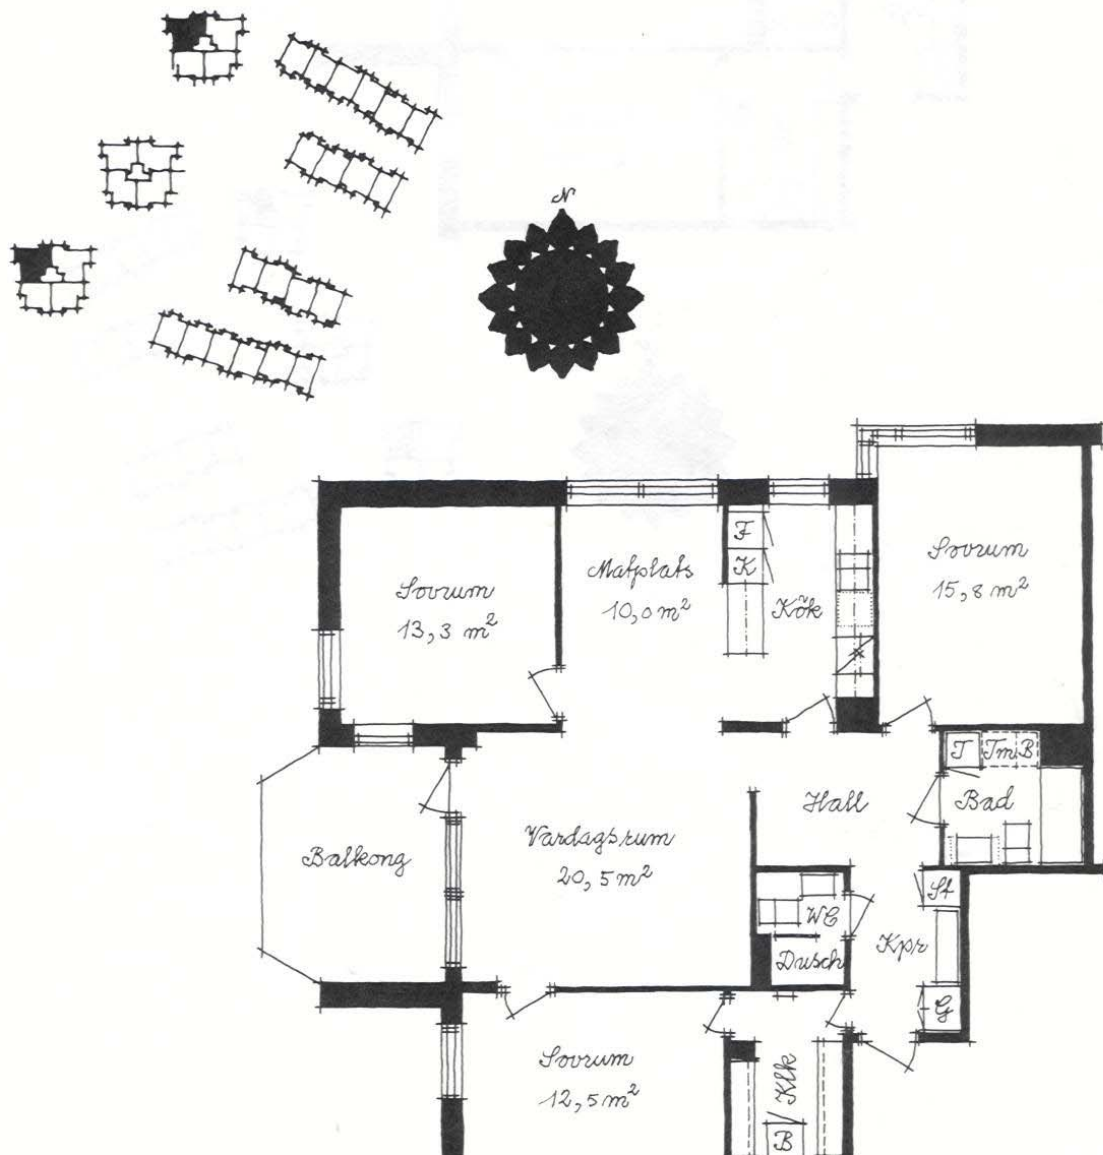 N
Sovrum
13,3 m²
Matplats
10,0 m²
F
K
Kök
Sovrum
15,8 m²
T
Tm
B
Bad
Hall
Balkong
Vardagsrum
20,5 m²
WC
Dusch
St
Kpr
G
Sovrum
12,5 m²
Klk
B